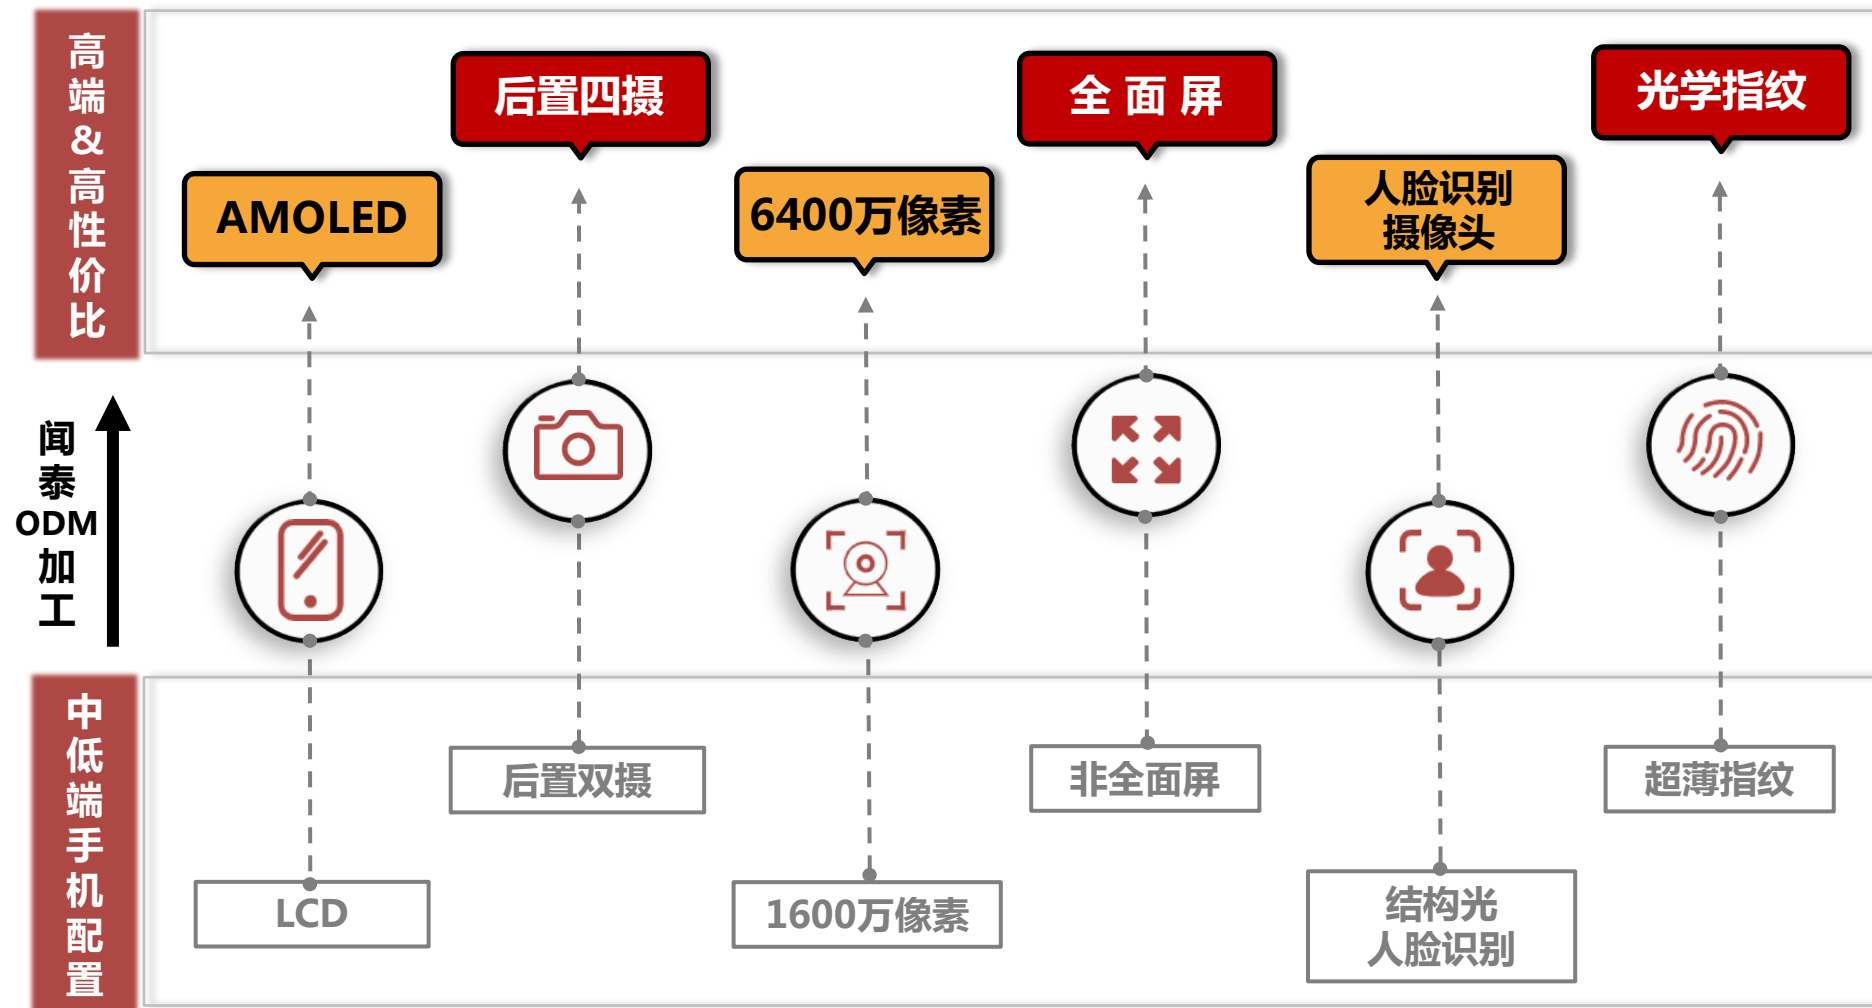 高端&高性价比
后置四摄
全面屏
光学指纹
AMOLED
6400万像素
人脸识别
摄像头
闻泰ODM加工
中低端手机配置
后置双摄
非全面屏
超薄指纹
LCD
1600万像素
结构光
人脸识别